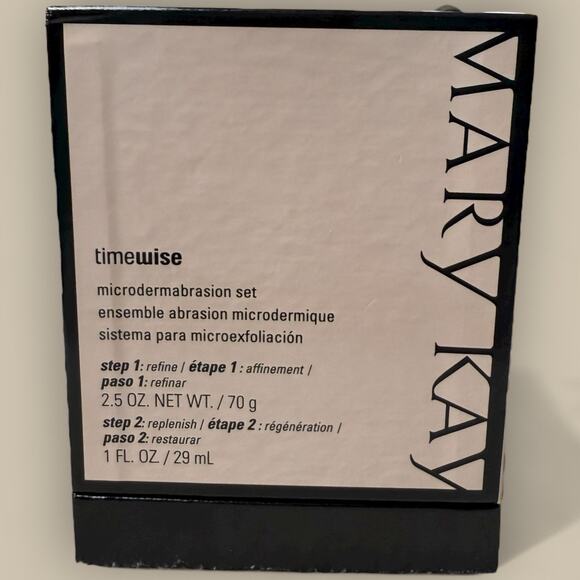 MARY KAY
timewise
microdermabrasion set
ensemble abrasion microdermique
sistema para microexfoliación
step 1: refine / étape 1 : affinement /
paso 1: refinar
2.5 OZ. NET WT. / 70 g
step 2: replenish / étape 2 : régénération /
paso 2: restaurar
1 FL. OZ. / 29 mL